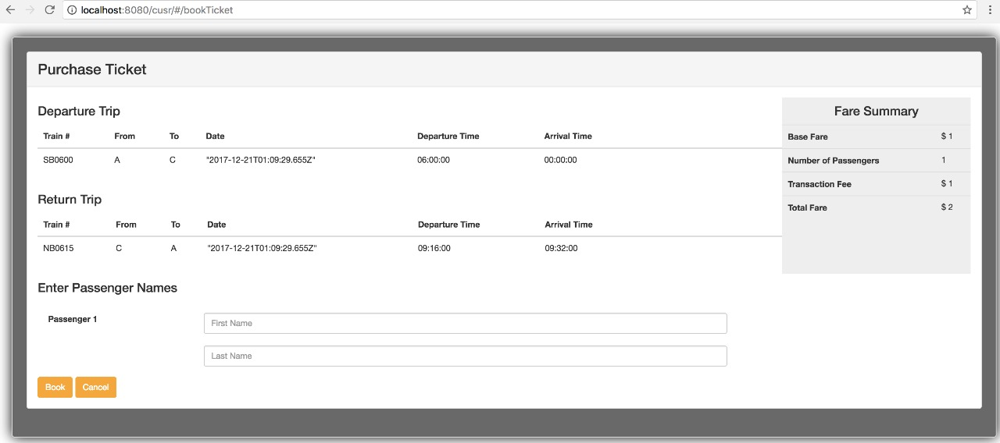 localhost:8080/cusr/#/bookTicket
Purchase Ticket
Departure Trip
Train # From To Date Departure Time Arrival Time
SB0600 A C "2017-12-21T01:09:29.655Z" 06:00:00 00:00:00
Return Trip
Train # From To Date Departure Time Arrival Time
NB0615 C A "2017-12-21T01:09:29.655Z" 09:16:00 09:32:00
Fare Summary
Base Fare $ 1
Number of Passengers 1
Transaction Fee $ 1
Total Fare $ 2
Enter Passenger Names
Passenger 1 First Name
Last Name
Book Cancel